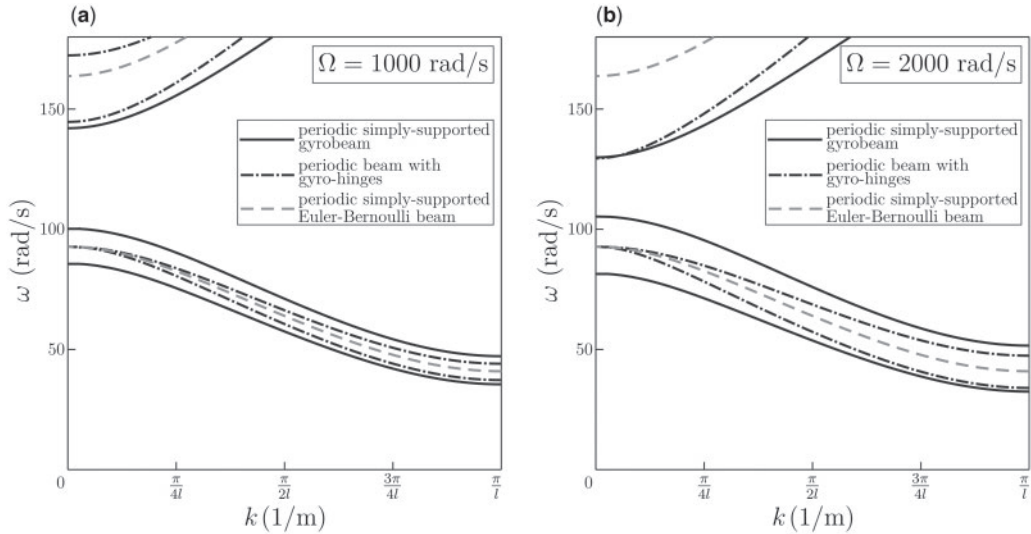 (a)
Ω = 1000 rad/s
150
periodic simply-supported
gyrobeam
periodic beam with
gyro-hinges
periodic simply-supported
Euler-Bernoulli beam
100
50
0
ω (rad/s)
π/4l
π/2l
3π/4l
π/l
k (1/m)
(b)
Ω = 2000 rad/s
150
periodic simply-supported
gyrobeam
periodic beam with
gyro-hinges
periodic simply-supported
Euler-Bernoulli beam
100
50
0
ω (rad/s)
π/4l
π/2l
3π/4l
π/l
k (1/m)